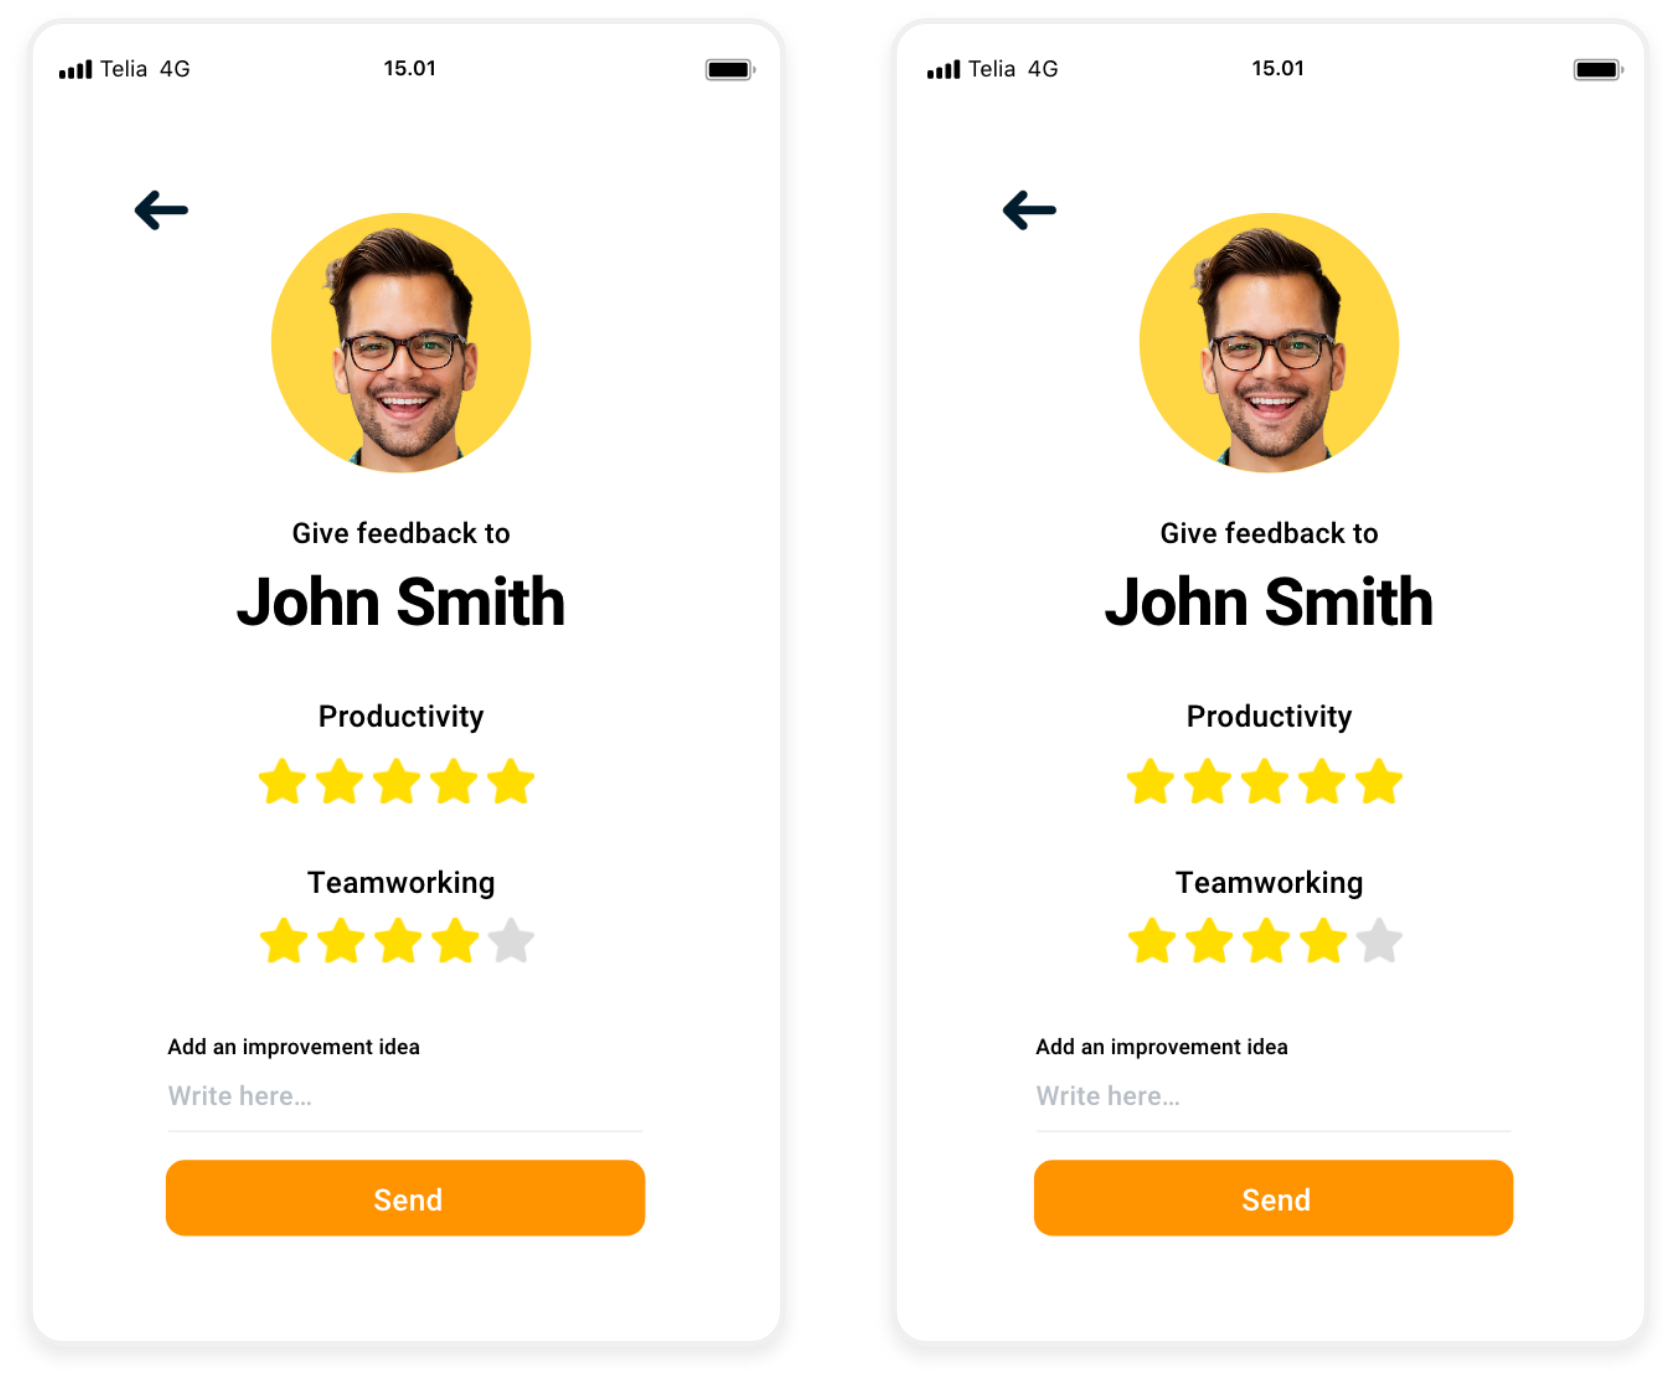 Telia 4G 15.01
Give feedback to
John Smith
Productivity
Teamworking
Add an improvement idea
Write here...
Send
Telia 4G 15.01
Give feedback to
John Smith
Productivity
Teamworking
Add an improvement idea
Write here...
Send